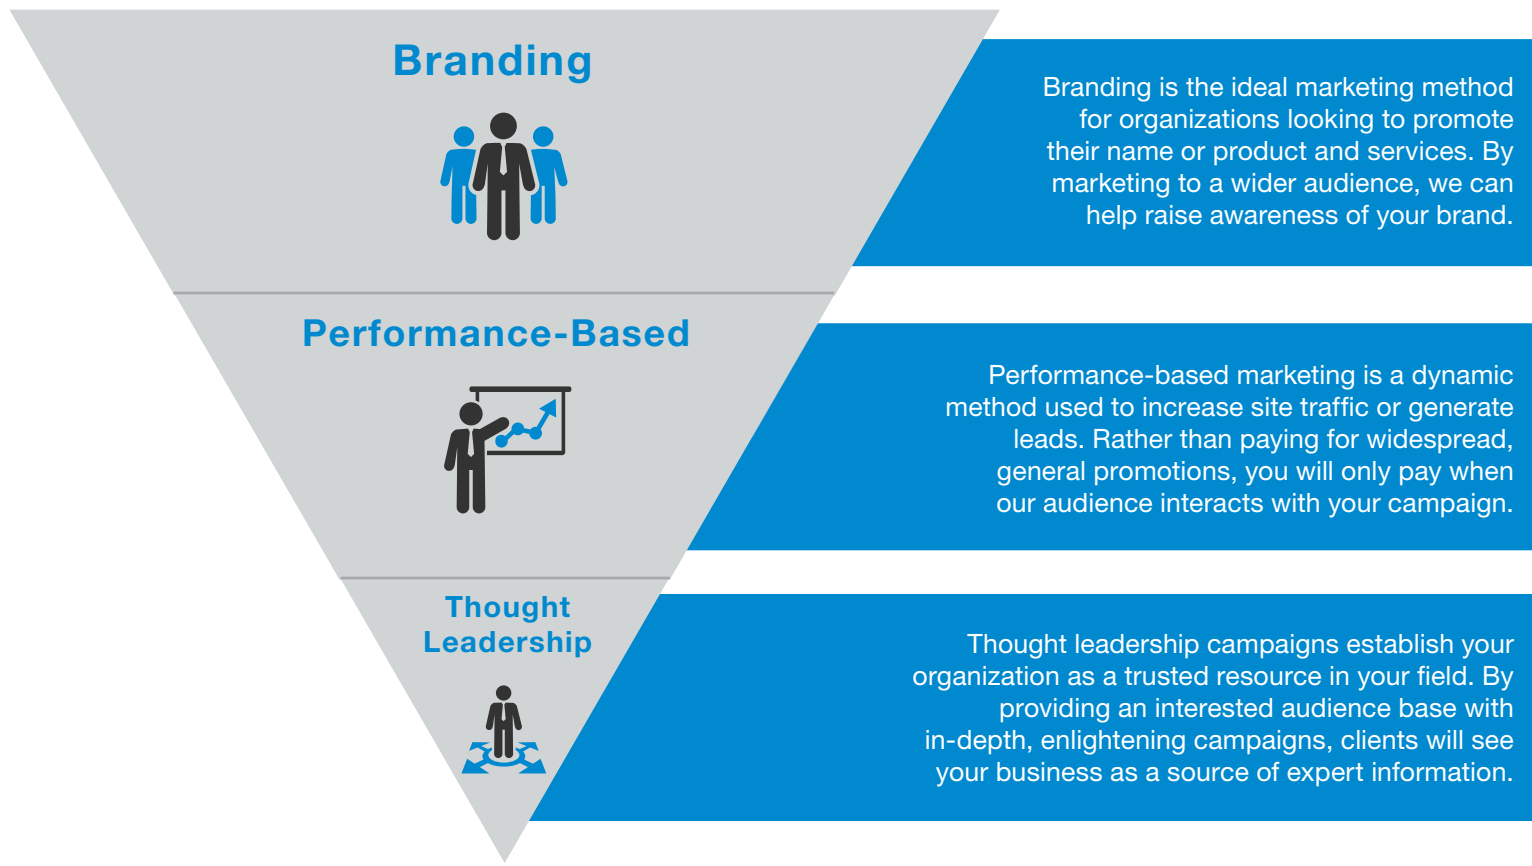 Branding
Branding is the ideal marketing method
for organizations looking to promote
their name or product and services. By
marketing to a wider audience, we can
help raise awareness of your brand.
Performance-Based
Performance-based marketing is a dynamic
method used to increase site traffic or generate
leads. Rather than paying for widespread,
general promotions, you will only pay when
our audience interacts with your campaign.
Thought
Leadership
Thought leadership campaigns establish your
organization as a trusted resource in your field. By
providing an interested audience base with
in-depth, enlightening campaigns, clients will see
your business as a source of expert information.